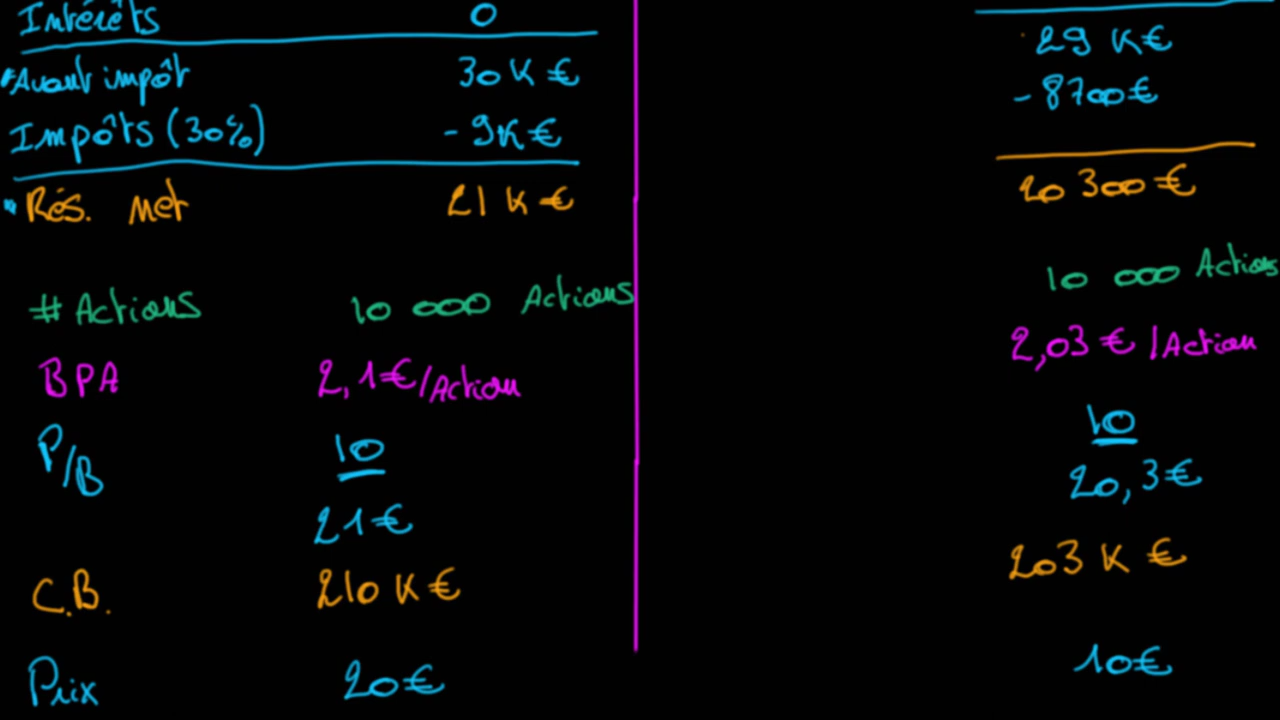 Intérêts 0
29 K€
Avant impôt 30 K €
- 8700€
Impôts (30%) - 9K€
Rés. net 21 K €
20 300 €
# Actions 10 000 Actions
10 000 Actions
BPA 2,1€/Action
2,03 € /Action
P/B 10
10
21€
20,3€
C.B. 210 K €
203 K €
Prix 20€
10€